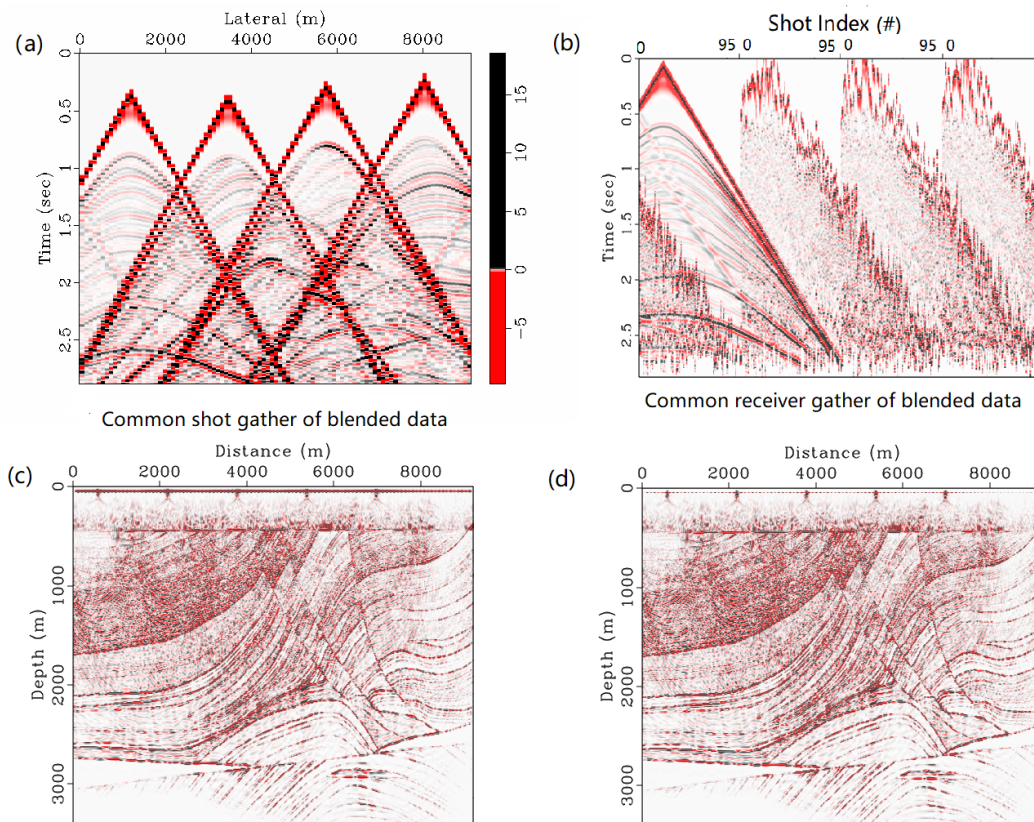 (a)
Lateral (m)
0 2000 4000 6000 8000
Time (sec)
0
0.5
1
1.5
2
2.5
15
10
5
0
−5
Common shot gather of blended data
(b)
Shot Index (#)
0 95 0 95 0 95 0
Time (sec)
0
0.5
1
1.5
2
2.5
Common receiver gather of blended data
(c)
Distance (m)
0 2000 4000 6000 8000
Depth (m)
0
1000
2000
3000
(d)
Distance (m)
0 2000 4000 6000 8000
Depth (m)
0
1000
2000
3000